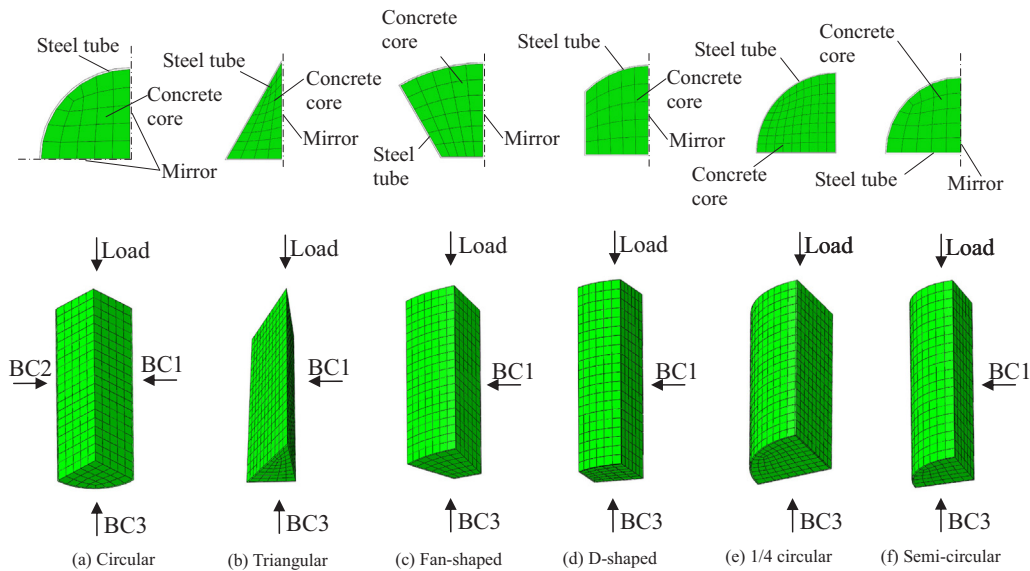 Steel tube
Concrete
core
Mirror
Steel tube
Concrete
core
Mirror
Concrete
core
Steel
tube
Mirror
Steel tube
Concrete
core
Mirror
Steel tube
Concrete
core
Concrete
core
Steel tube
Mirror
Load
BC2
BC1
BC3
Load
BC1
BC3
Load
BC1
BC3
Load
BC1
BC3
Load
BC3
Load
BC1
BC3
(a) Circular
(b) Triangular
(c) Fan-shaped
(d) D-shaped
(e) 1/4 circular
(f) Semi-circular